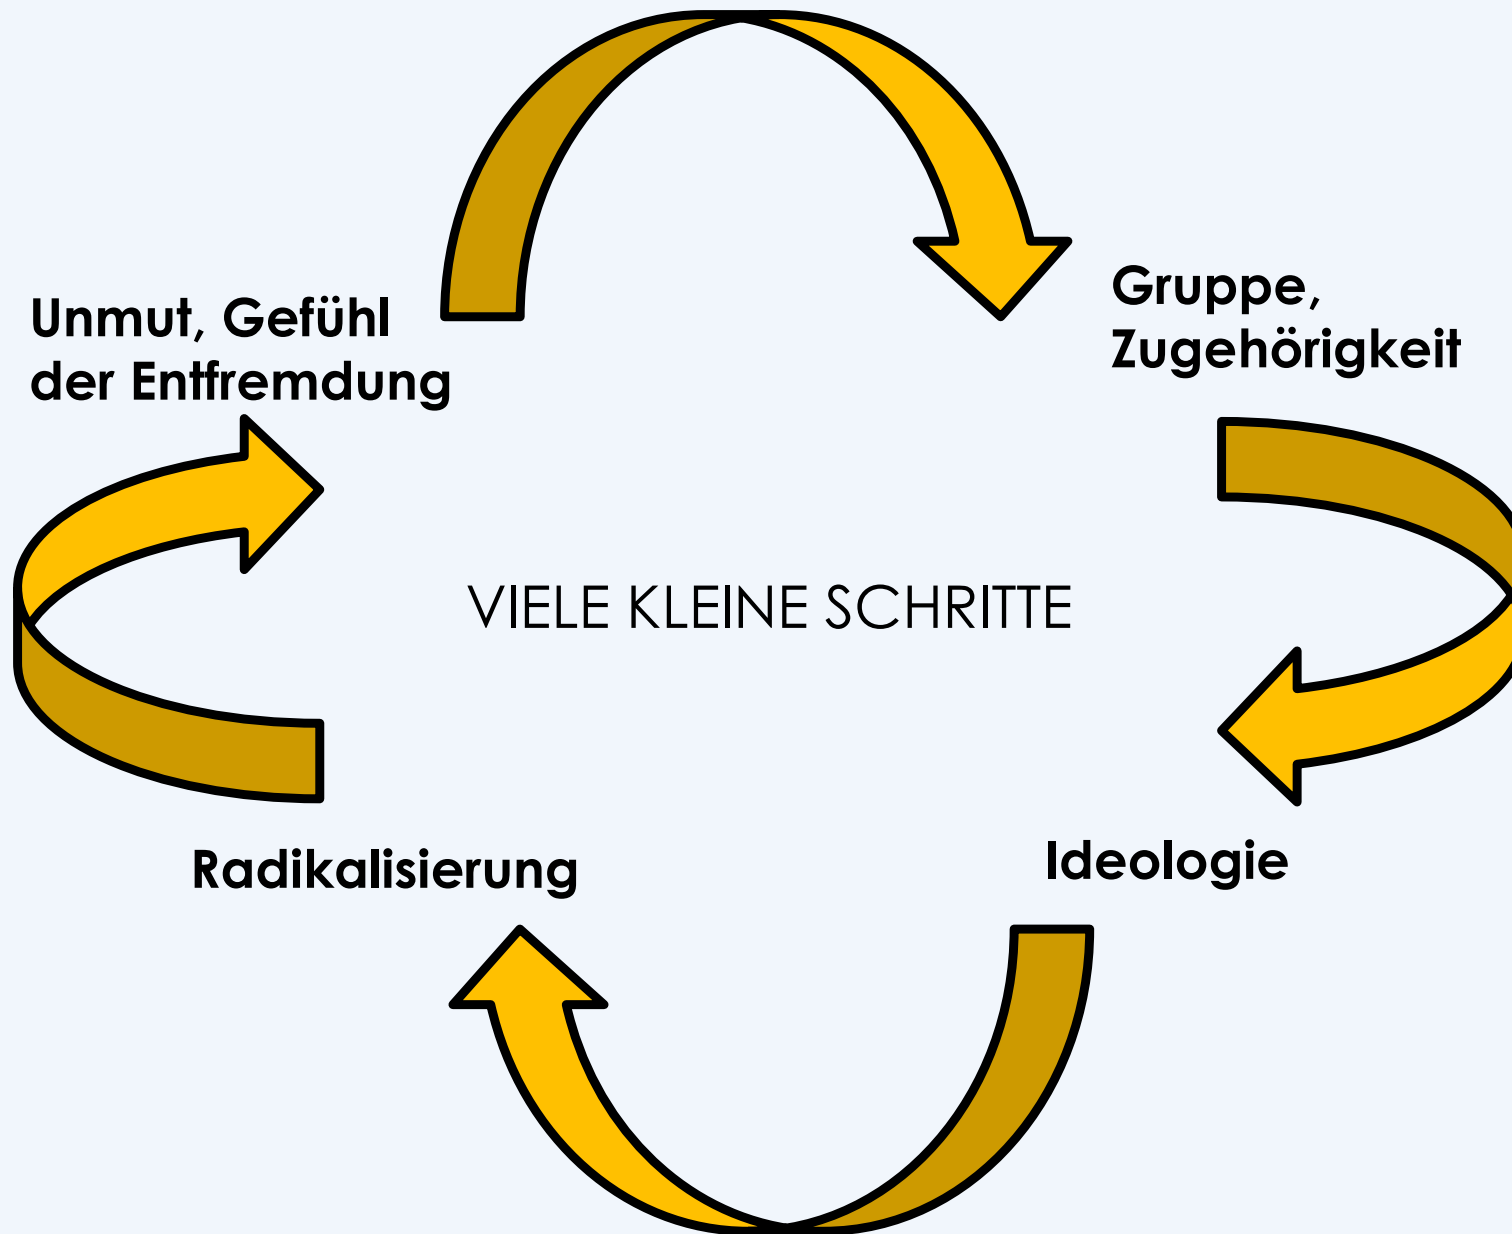 Unmut, Gefühl
der Entfremdung
Gruppe,
Zugehörigkeit
VIELE KLEINE SCHRITTE
Radikalisierung
Ideologie